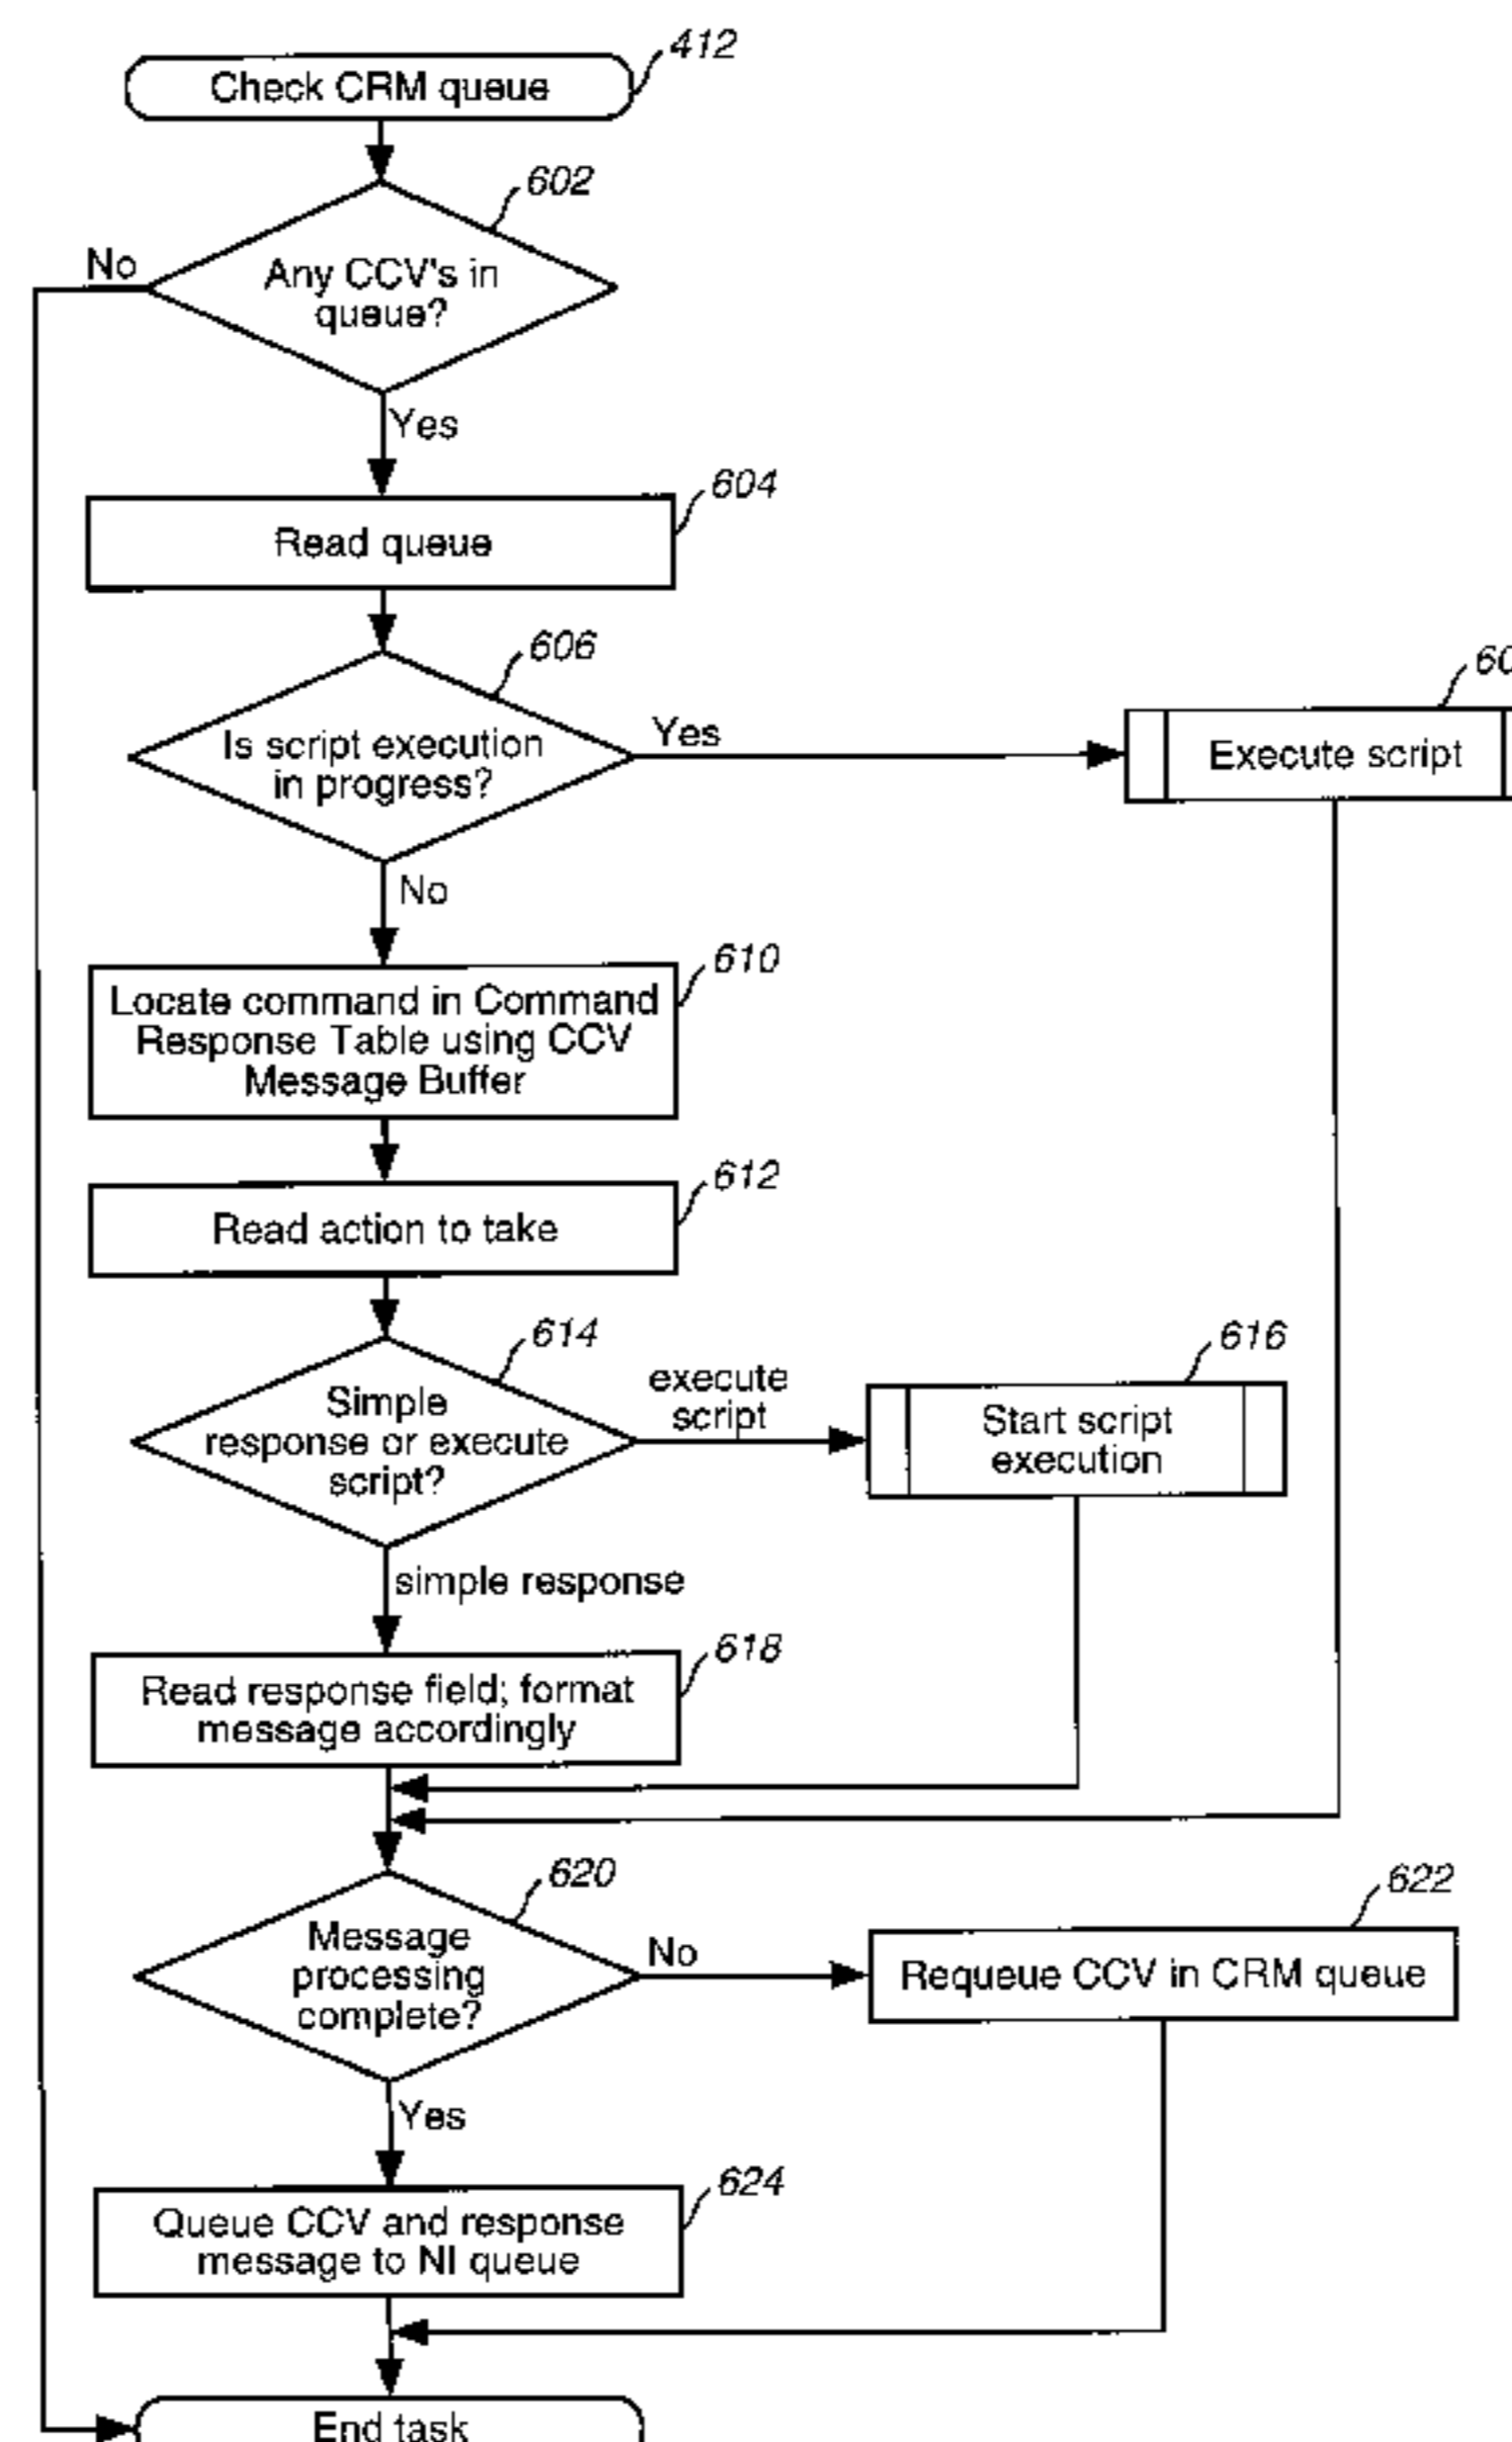 412
Check CRM queue
602
No
Any CCV's in
queue?
Yes
604
Read queue
606
Is script execution
in progress?
Yes
Execute script
No
610
Locate command in Command
Response Table using CCV
Message Buffer
612
Read action to take
614
Simple
response or execute
script?
execute
script
616
Start script
execution
simple response
618
Read response field; format
message accordingly
620
Message
processing
complete?
No
622
Requeue CCV in CRM queue
Yes
624
Queue CCV and response
message to NI queue
End task